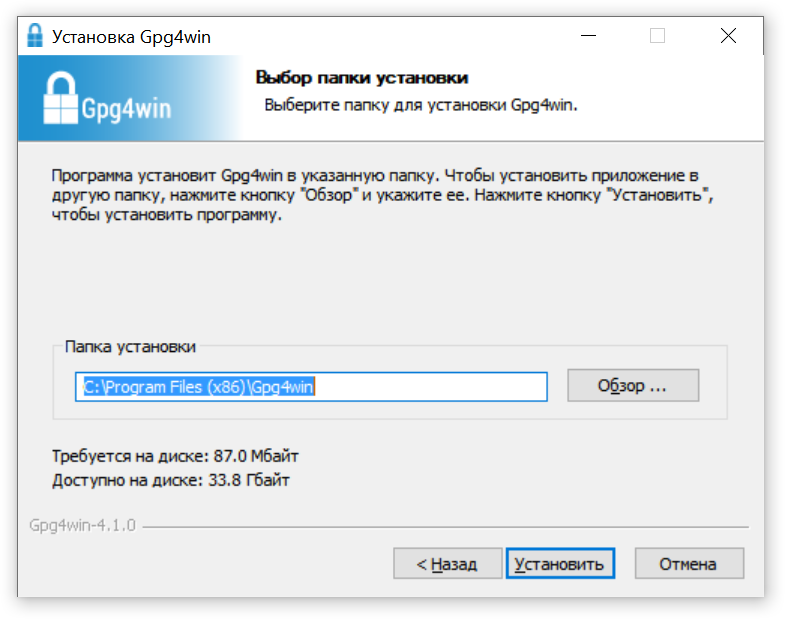 Установка Gpg4win
Gpg4win
Выбор папки установки
Выберите папку для установки Gpg4win.
Программа установит Gpg4win в указанную папку. Чтобы установить приложение в
другую папку, нажмите кнопку "Обзор" и укажите ее. Нажмите кнопку "Установить",
чтобы установить программу.
Папка установки
C:\Program Files (x86)\Gpg4win
Обзор ...
Требуется на диске: 87.0 Мбайт
Доступно на диске: 33.8 Гбайт
Gpg4win-4.1.0
< Назад
Установить
Отмена